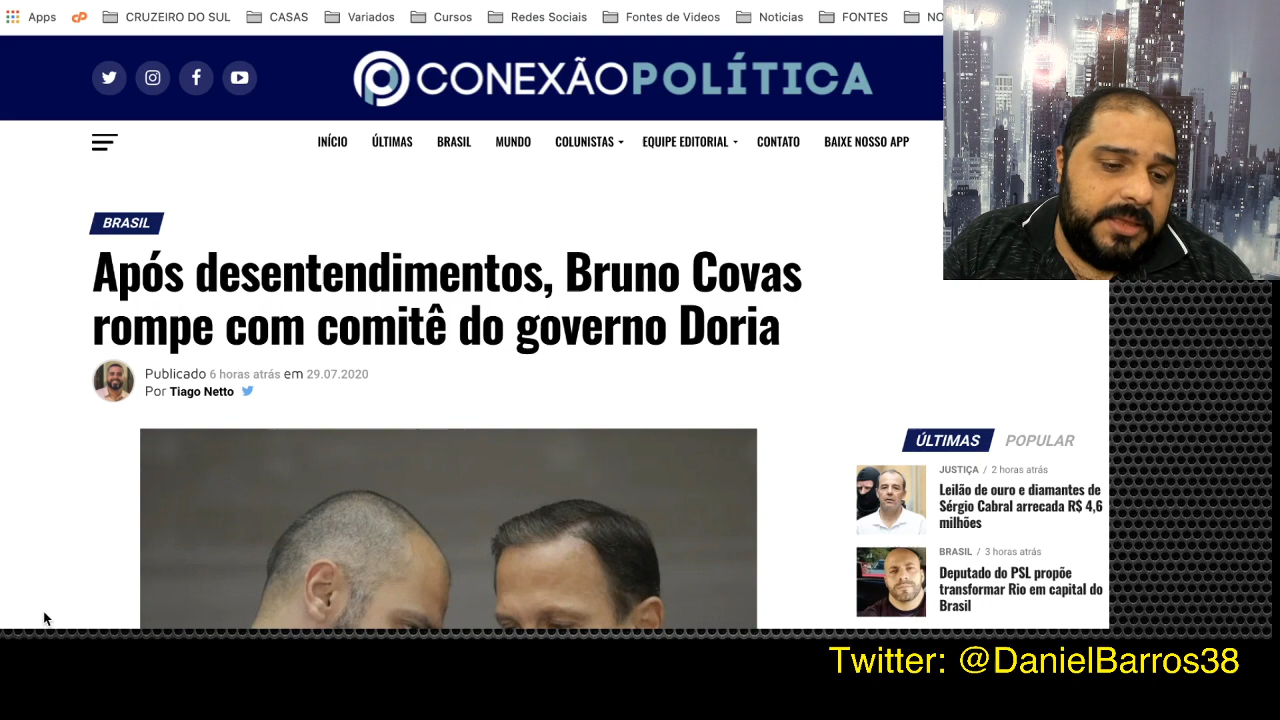 Apps
CRUZEIRO DO SUL
CASAS
Variados
Cursos
Redes Sociais
Fontes de Videos
Noticias
FONTES
NO
CONEXÃOPOLÍTICA
INÍCIO
ÚLTIMAS
BRASIL
MUNDO
COLUNISTAS
EQUIPE EDITORIAL
CONTATO
BAIXE NOSSO APP
BRASIL
Após desentendimentos, Bruno Covas
rompe com comitê do governo Doria
Publicado 6 horas atrás em 29.07.2020
Por Tiago Netto
ÚLTIMAS
POPULAR
JUSTIÇA / 2 horas atrás
Leilão de ouro e diamantes de
Sérgio Cabral arrecada R$ 4,6
milhões
BRASIL / 3 horas atrás
Deputado do PSL propõe
transformar Rio em capital do
Brasil
Twitter: @DanielBarros38